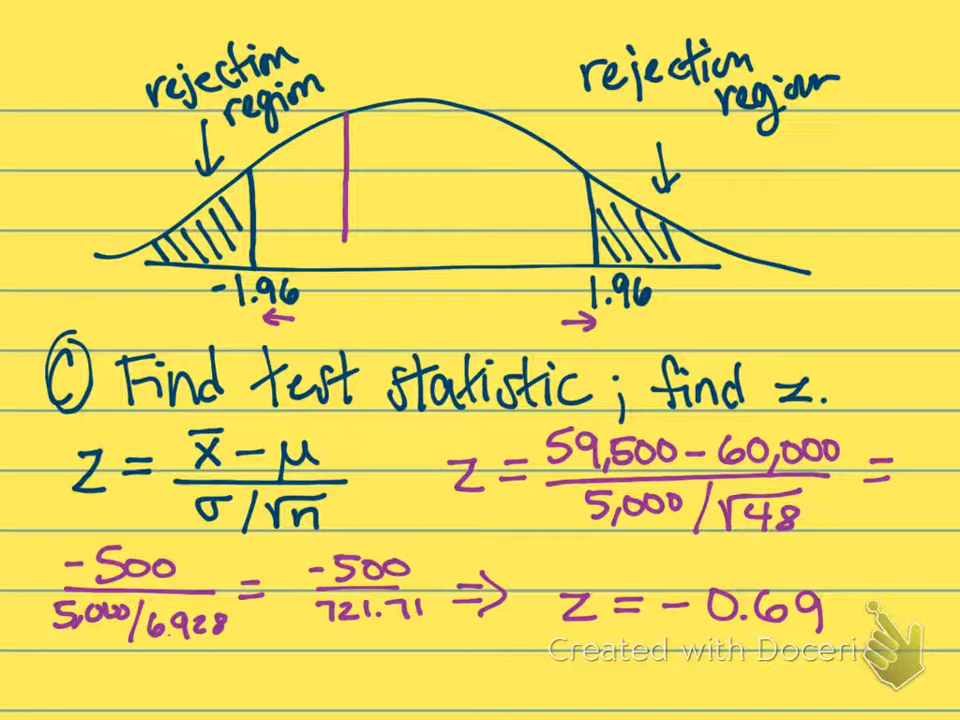 rejection region
rejection region
-1.96 1.96
← →
Ⓒ Find test statistic; find z.
z = (x̄ - μ) / (σ/√n) z = (59,500 - 60,000) / (5,000/√48) =
-500 / (5,000/6.928) = -500 / 721.71 ⇒ z = -0.69
Created with Doceri